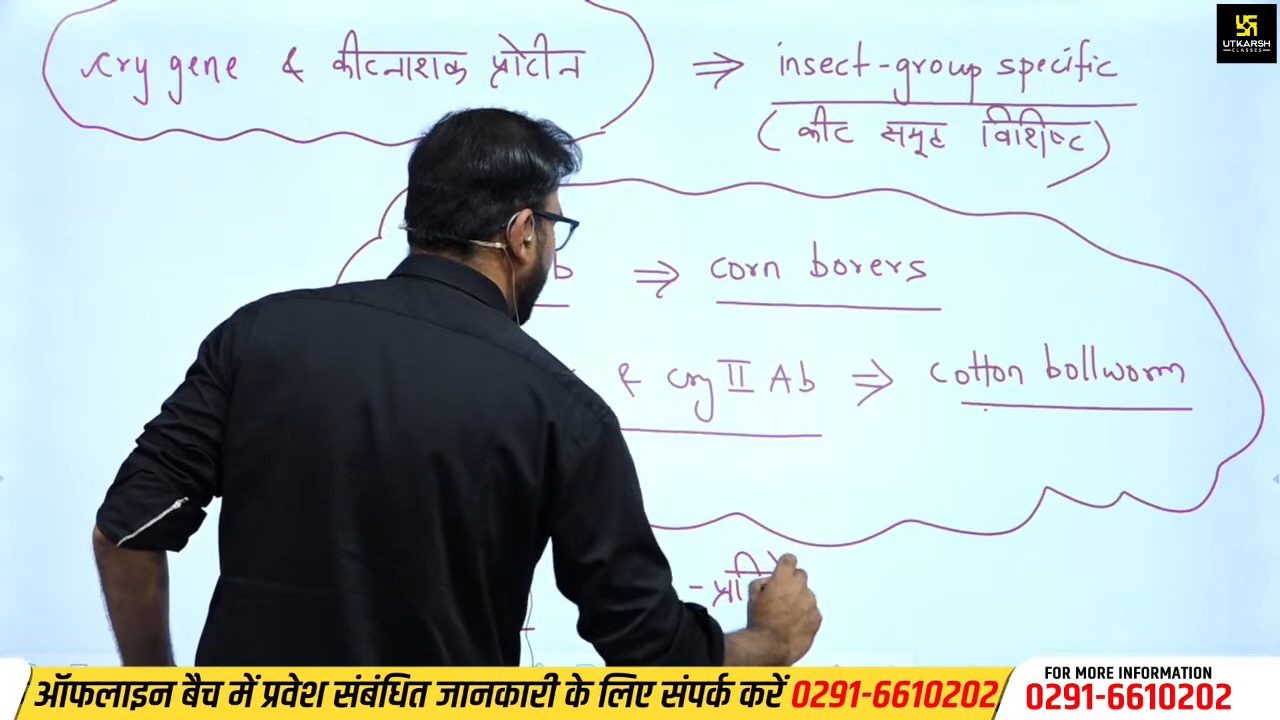 cry gene & कीटनाशक प्रोटीन ⇒ insect-group specific
(कीट समूह विशिष्ट)
b ⇒ corn borers
& cry II Ab ⇒ cotton bollworm
UTKARSH
CLASSES
ऑफलाइन बैच में प्रवेश संबंधित जानकारी के लिए संपर्क करें 0291-6610202
FOR MORE INFORMATION
0291-6610202